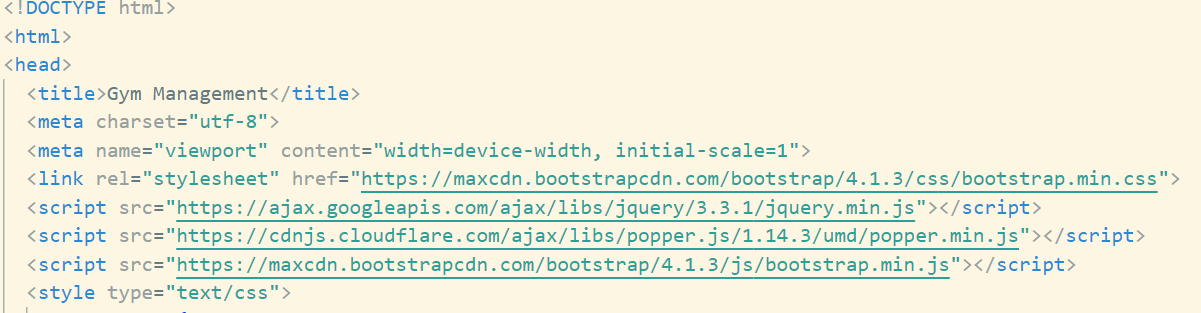 <!DOCTYPE html>
<html>
<head>
<title>Gym Management</title>
<meta charset="utf-8">
<meta name="viewport" content="width=device-width, initial-scale=1">
<link rel="stylesheet" href="https://maxcdn.bootstrapcdn.com/bootstrap/4.1.3/css/bootstrap.min.css">
<script src="https://ajax.googleapis.com/ajax/libs/jquery/3.3.1/jquery.min.js"></script>
<script src="https://cdnjs.cloudflare.com/ajax/libs/popper.js/1.14.3/umd/popper.min.js"></script>
<script src="https://maxcdn.bootstrapcdn.com/bootstrap/4.1.3/js/bootstrap.min.js"></script>
<style type="text/css">